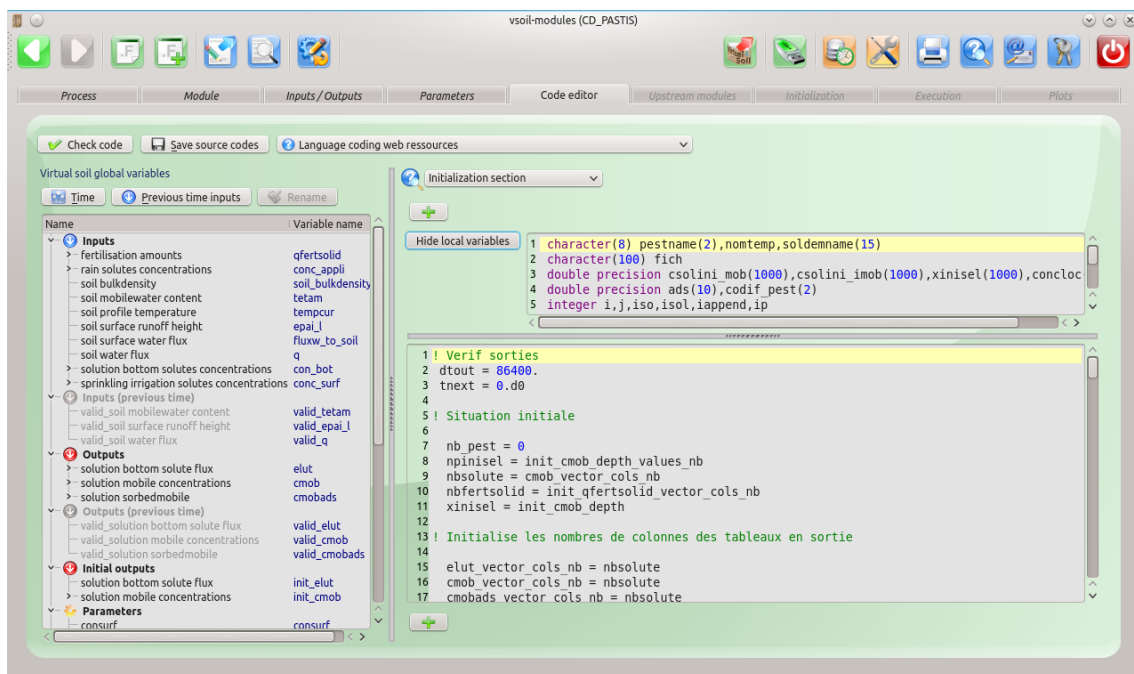 vsoil-modules (CD_PASTIS)
.F .F
Process Module Inputs / Outputs Parameters Code editor Upstream modules Initialization Execution Plots
Check code Save source codes Language coding web ressources
Virtual soil global variables
Time Previous time inputs Rename
Name Variable name
Inputs
fertilisation amounts qfertsolid
rain solutes concentrations conc_appli
soil bulkdensity soil_bulkdensity
soil mobilewater content tetam
soil profile temperature tempcur
soil surface runoff height epai_l
soil surface water flux fluxw_to_soil
soil water flux q
solution bottom solutes concentrations con_bot
sprinkling irrigation solutes concentrations conc_surf
Inputs (previous time)
valid_soil mobilewater content valid_tetam
valid_soil surface runoff height valid_epai_l
valid_soil water flux valid_q
Outputs
solution bottom solute flux elut
solution mobile concentrations cmob
solution sorbedmobile cmobads
Outputs (previous time)
valid_solution bottom solute flux valid_elut
valid_solution mobile concentrations valid_cmob
valid_solution sorbedmobile valid_cmobads
Initial outputs
solution bottom solute flux init_elut
solution mobile concentrations init_cmob
Parameters
consurf consurf
Initialization section
Hide local variables
1 character(8) pestname(2),nomtemp,soldemname(15)
2 character(100) fich
3 double precision csolini_mob(1000),csolini_imob(1000),xinisel(1000),concloc
4 double precision ads(10),codif_pest(2)
5 integer i,j,iso,isol,iappend,ip
1 ! Verif sorties
2 dtout = 86400.
3 tnext = 0.d0
4
5 ! Situation initiale
6
7 nb_pest = 0
8 npinisel = init_cmob_depth_values_nb
9 nbsolute = cmob_vector_cols_nb
10 nbfertsolid = init_qfertsolid_vector_cols_nb
11 xinisel = init_cmob_depth
12
13 ! Initialise les nombres de colonnes des tableaux en sortie
14
15 elut_vector_cols_nb = nbsolute
16 cmob_vector_cols_nb = nbsolute
17 cmobads_vector_cols_nb = nbsolute